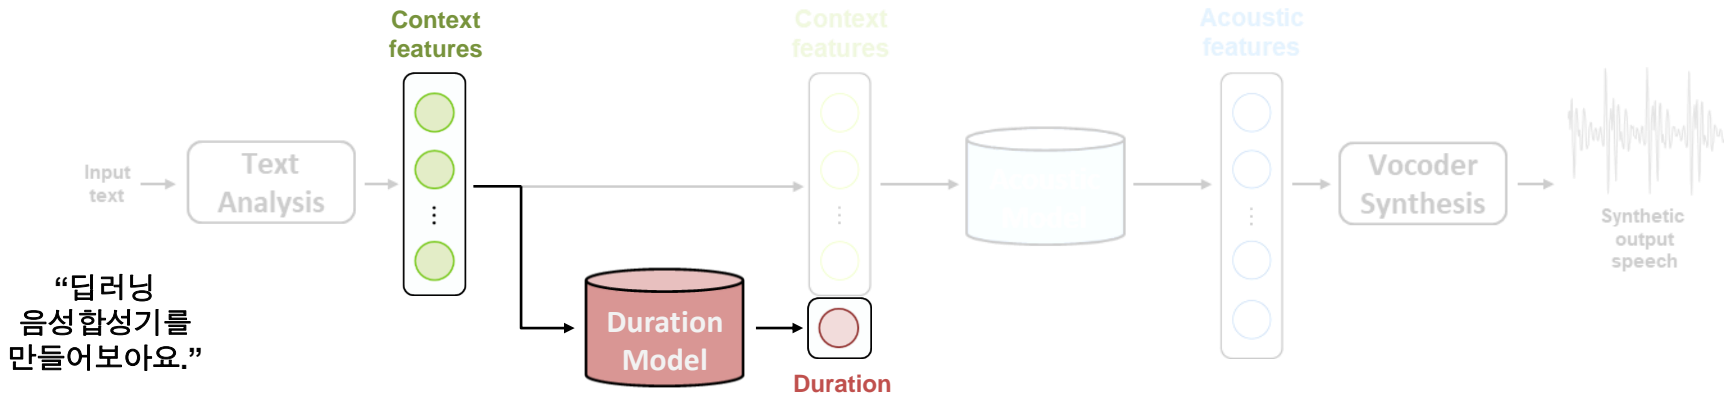 Context
features
Context
features
Acoustic
features
Input
text
Text
Analysis
Vocoder
Synthesis
Synthetic
output
speech
“딥러닝
음성합성기를
만들어보아요.”
Duration
Model
Duration